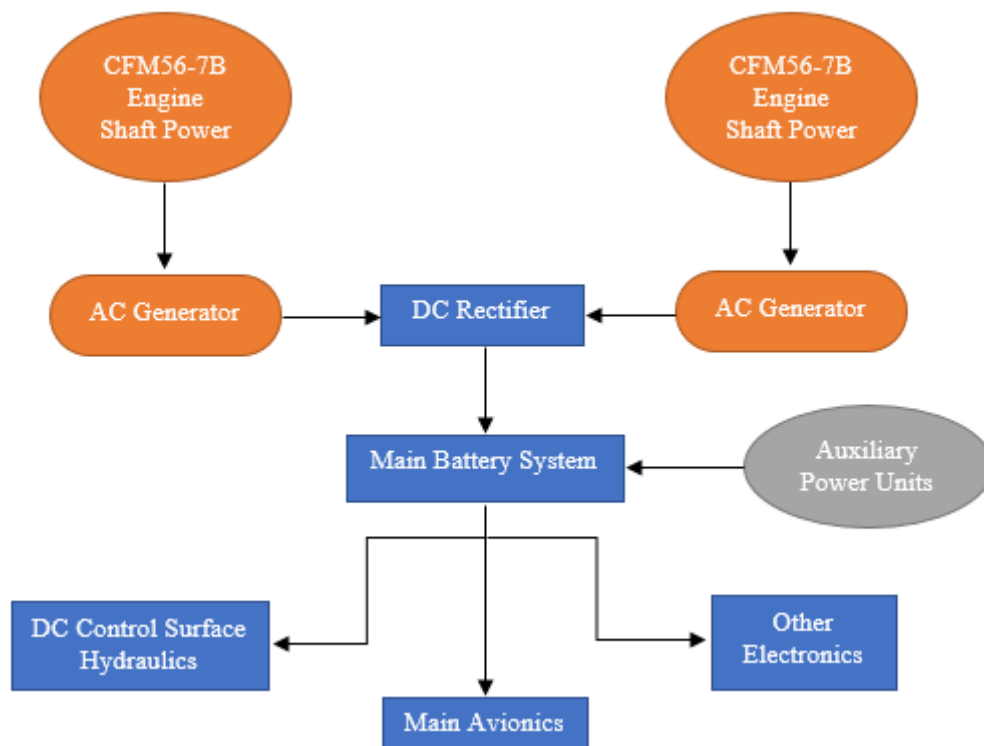 CFM56-7B
Engine
Shaft Power
CFM56-7B
Engine
Shaft Power
AC Generator
DC Rectifier
AC Generator
Main Battery System
Auxiliary
Power Units
DC Control Surface
Hydraulics
Other
Electronics
Main Avionics